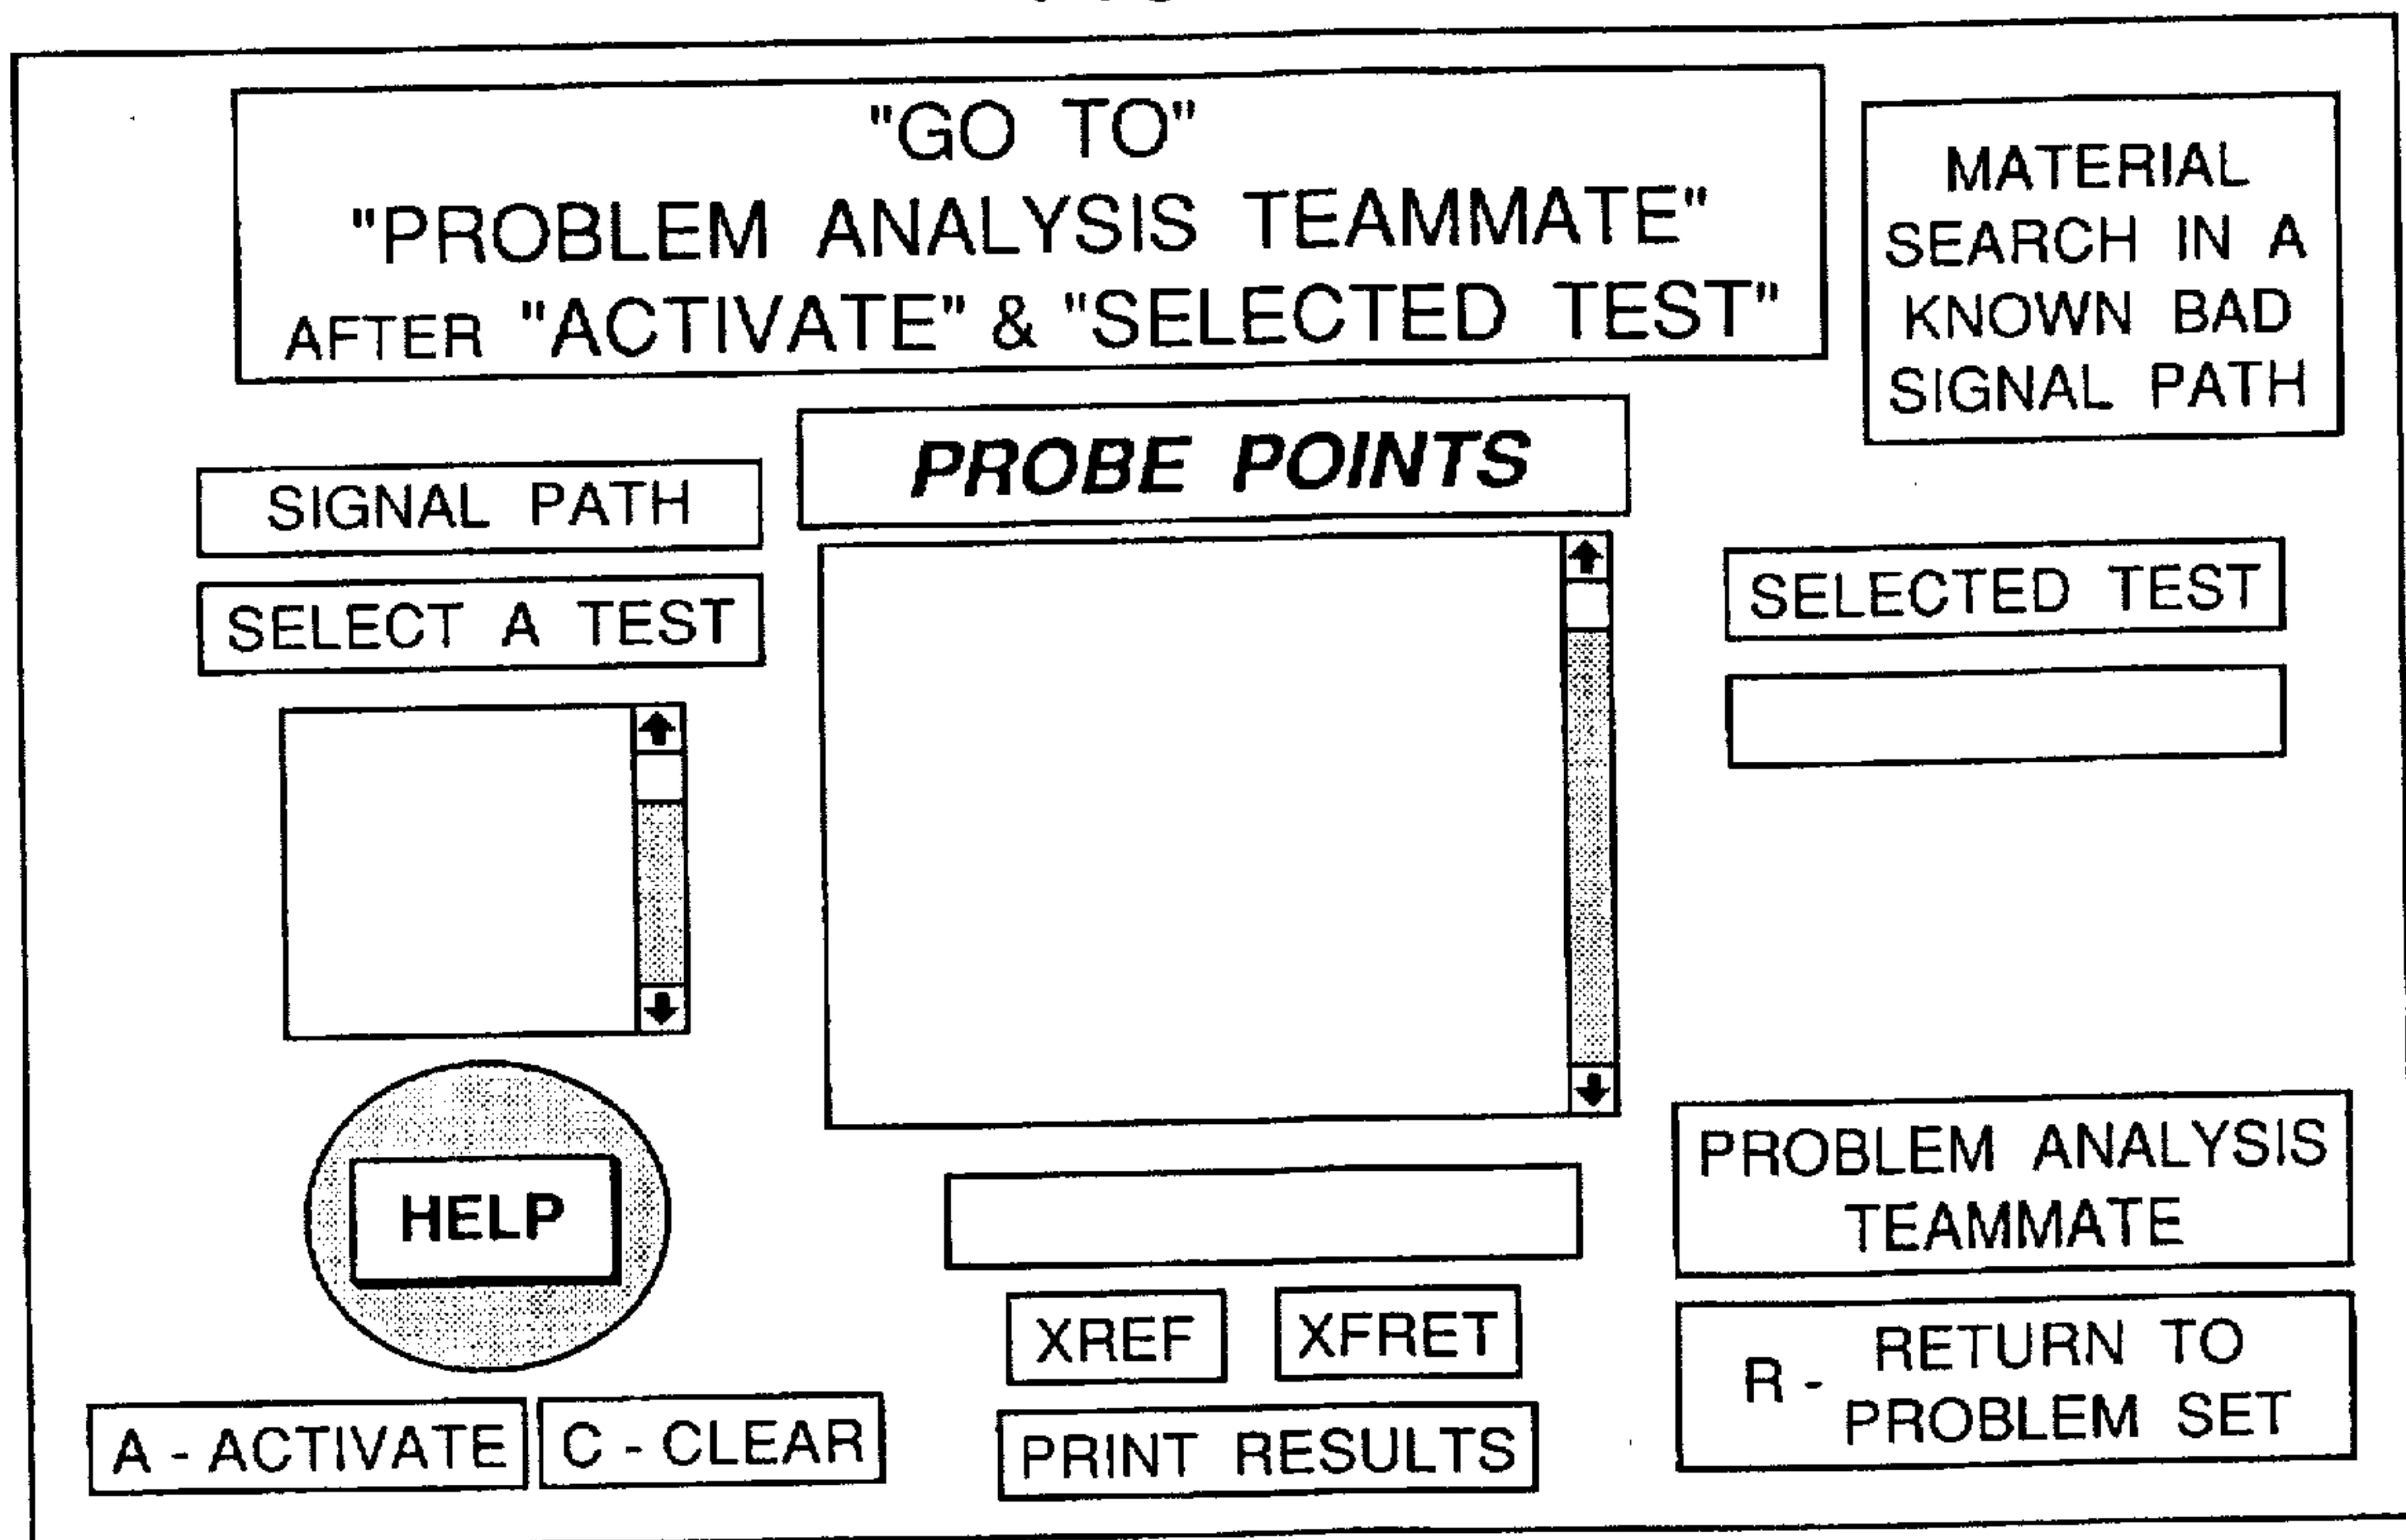 "GO TO"
"PROBLEM ANALYSIS TEAMMATE"
AFTER "ACTIVATE" & "SELECTED TEST"
MATERIAL
SEARCH IN A
KNOWN BAD
SIGNAL PATH
PROBE POINTS
SIGNAL PATH
SELECT A TEST
SELECTED TEST
HELP
PROBLEM ANALYSIS
TEAMMATE
XREF
XFRET
R - RETURN TO
PROBLEM SET
A - ACTIVATE
C - CLEAR
PRINT RESULTS